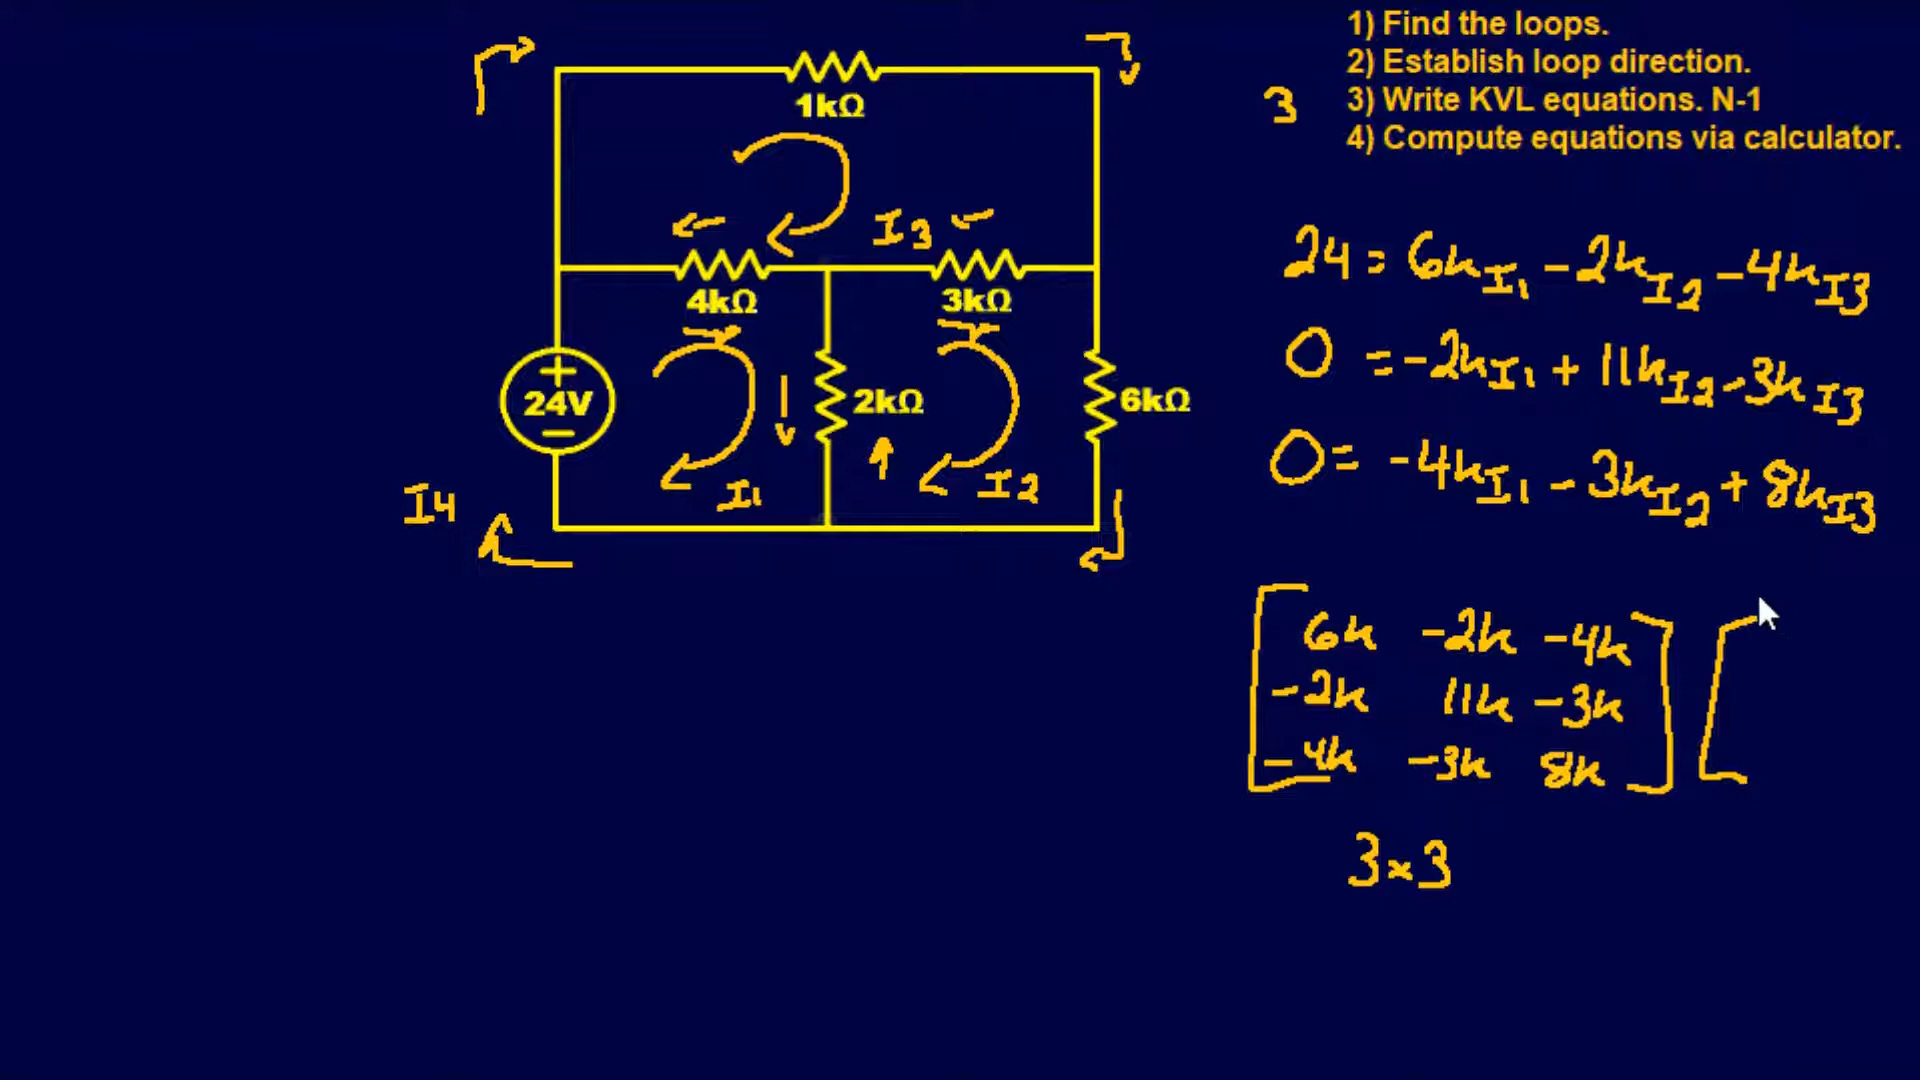 1) Find the loops.
2) Establish loop direction.
3) Write KVL equations. N-1
4) Compute equations via calculator.
3
1kΩ
I3
4kΩ
3kΩ
24V
2kΩ
6kΩ
I1
I2
I4
24 = 6kI1 - 2kI2 - 4kI3
0 = -2kI1 + 11kI2 - 3kI3
0 = -4kI1 - 3kI2 + 8kI3
6k -2k -4k
-2k 11k -3k
-4k -3k 8k
3×3